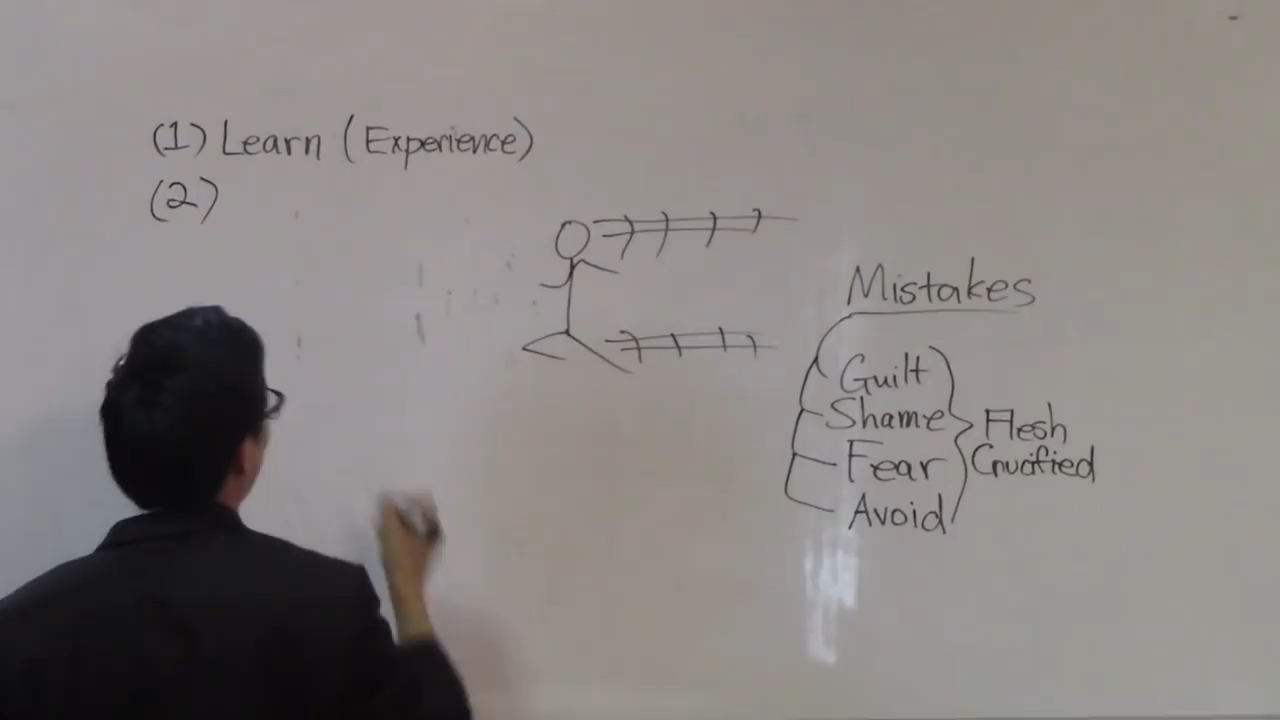 (1) Learn (Experience)
(2)
Mistakes
Guilt
Shame
Fear
Avoid
Flesh
Crucified